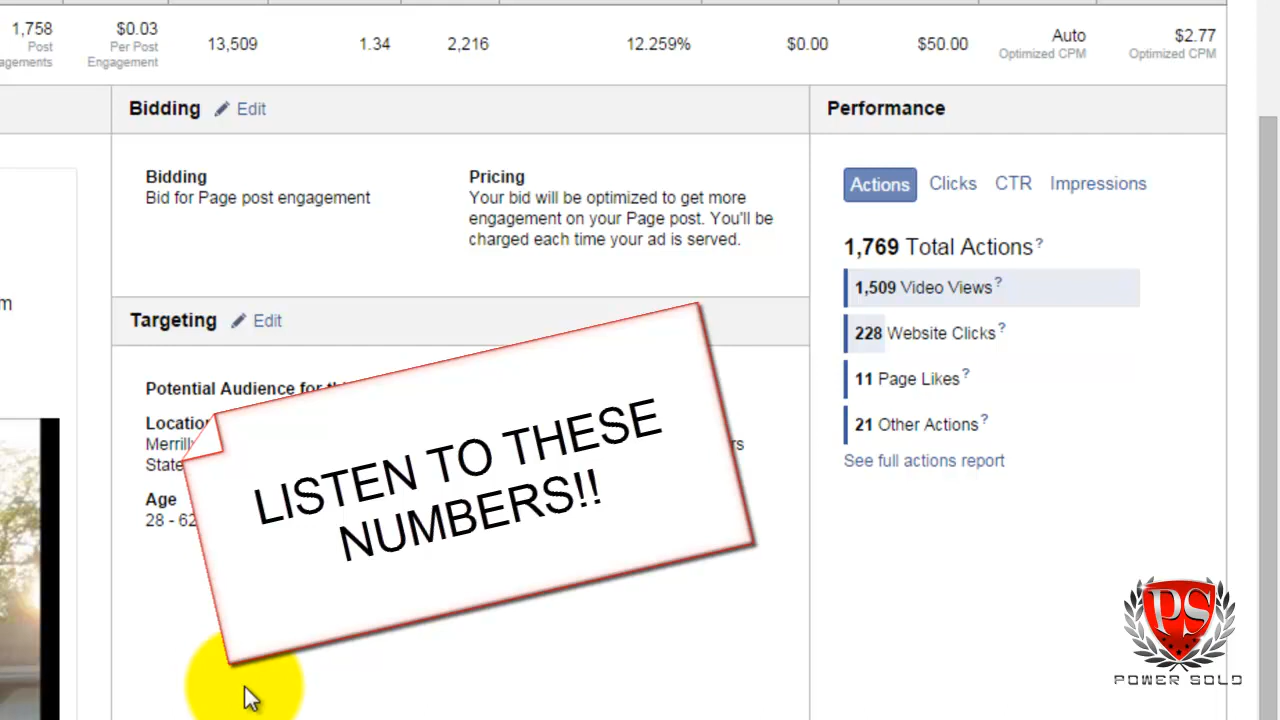 1,758 $0.03 13,509 1.34 2,216 12.259% $0.00 $50.00 Auto $2.77
Post Per Post Optimized CPM Optimized CPM
Engagement
Bidding Edit
Performance
Bidding
Bid for Page post engagement
Pricing
Your bid will be optimized to get more
engagement on your Page post. You'll be
charged each time your ad is served.
Actions Clicks CTR Impressions
1,769 Total Actions?
1,509 Video Views?
228 Website Clicks?
11 Page Likes?
21 Other Actions?
See full actions report
Targeting Edit
Potential Audience for
State
Age
28 - 62
LISTEN TO THESE
NUMBERS!!
PS
POWER SOLD